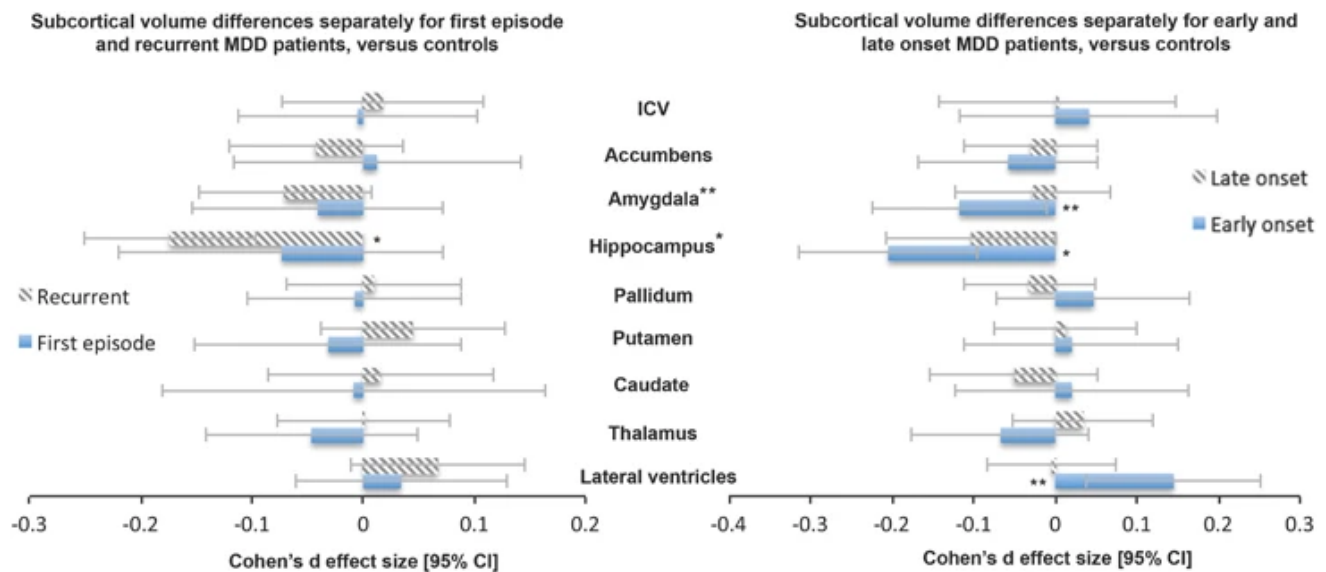 Subcortical volume differences separately for first episode
and recurrent MDD patients, versus controls
Subcortical volume differences separately for early and
late onset MDD patients, versus controls
ICV
Accumbens
Amygdala**
Hippocampus*
Pallidum
Putamen
Caudate
Thalamus
Lateral ventricles
*
Recurrent
First episode
**
*
**
Late onset
Early onset
-0.3 -0.2 -0.1 0 0.1 0.2
Cohen's d effect size [95% CI]
-0.4 -0.3 -0.2 -0.1 0 0.1 0.2 0.3
Cohen's d effect size [95% CI]